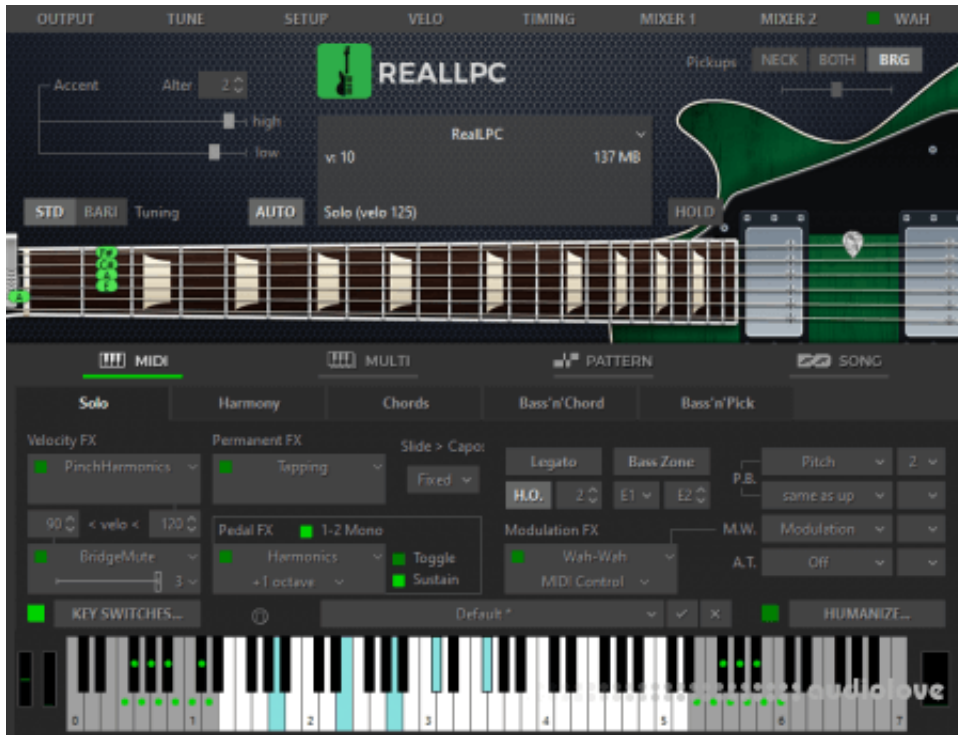 OUTPUT TUNE SETUP VELO TIMING MIXER 1 MIXER 2 WAH
REALLPC
Pickups NECK BOTH BRG
Accent Alter 2
high
low
RealLPC
v: 10 137 MB
STD BARI Tuning AUTO Solo (velo 125) HOLD
MIDI MULTI PATTERN SONG
Solo Harmony Chords Bass'n'Chord Bass'n'Pick
Velocity FX Permanent FX Slide > Capo:
PinchHarmonics Tapping Fixed
Legato Bass Zone
H.O. 2 E1 E2
P.B. Pitch 2
same as up
90 < velo < 120
Pedal FX 1-2 Mono
Modulation FX
M.W. Modulation
BridgeMute 3
Harmonics
+1 octave
Toggle
Sustain
Wah-Wah
MIDI Control
A.T. Off
KEY SWITCHES... Default * HUMANIZE...
0 1 2 3 4 5 6 7
audiolove